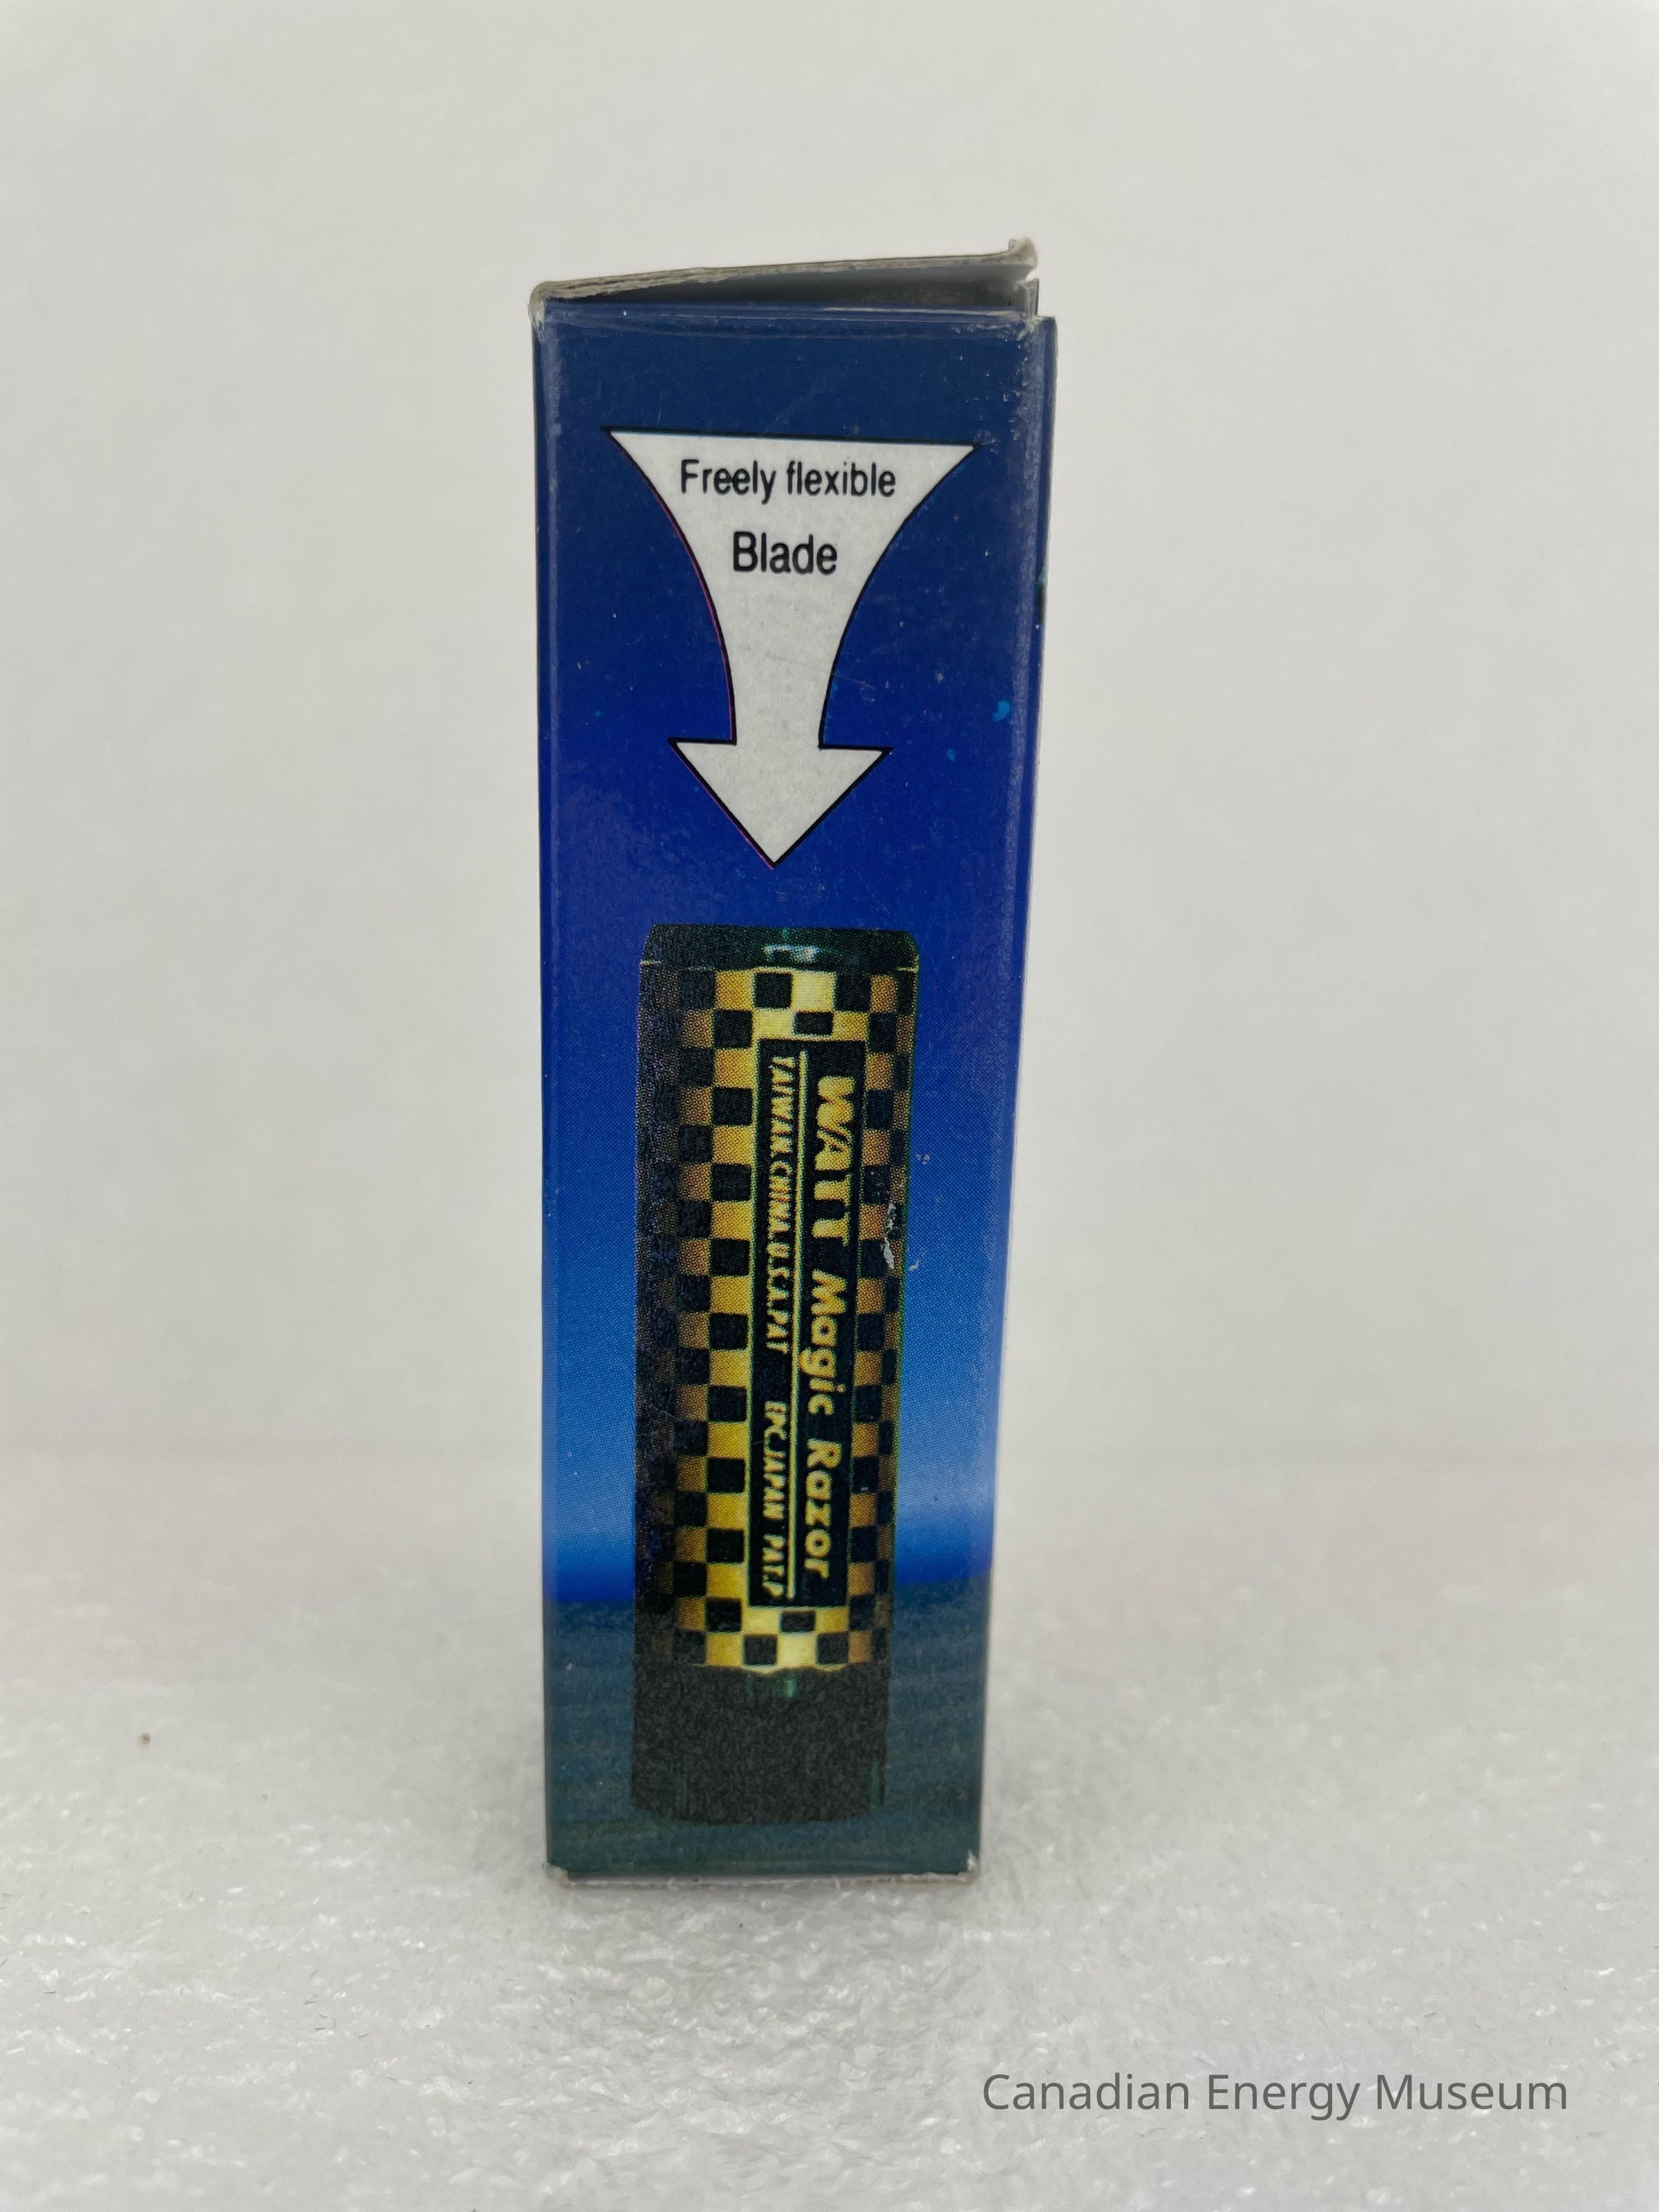 Freely flexible
Blade
WATT Magic Razor
TAIWAN.CHINA.U.S.A.PAT EPC.JAPAN PAT.P
Canadian Energy Museum